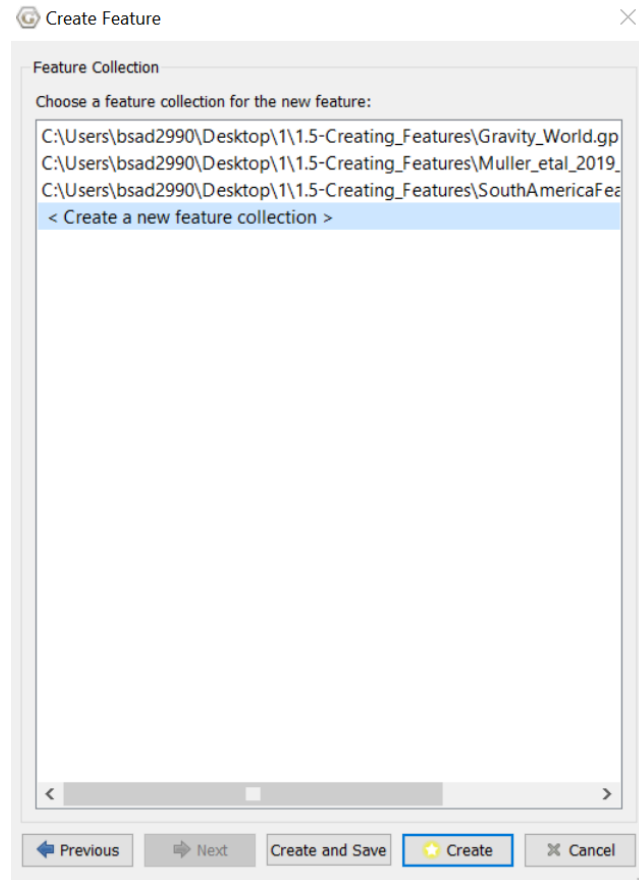 Create Feature
Feature Collection
Choose a feature collection for the new feature:
C:\Users\bsad2990\Desktop\1\1.5-Creating_Features\Gravity_World.gp
C:\Users\bsad2990\Desktop\1\1.5-Creating_Features\Muller_etal_2019_
C:\Users\bsad2990\Desktop\1\1.5-Creating_Features\SouthAmericaFea
< Create a new feature collection >
Previous Next Create and Save Create Cancel